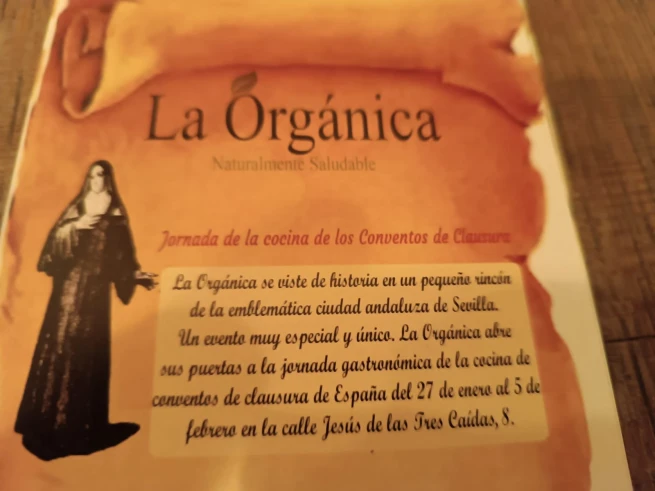 La Orgánica
Naturalmente Saludable
Jornada de la cocina de los Conventos de Clausura
La Orgánica se viste de historia en un pequeño rincón
de la emblemática ciudad andaluza de Sevilla.
Un evento muy especial y único. La Orgánica abre
sus puertas a la jornada gastronómica de la cocina de
conventos de clausura de España del 27 de enero al 5 de
febrero en la calle Jesús de las Tres Caídas, 8.